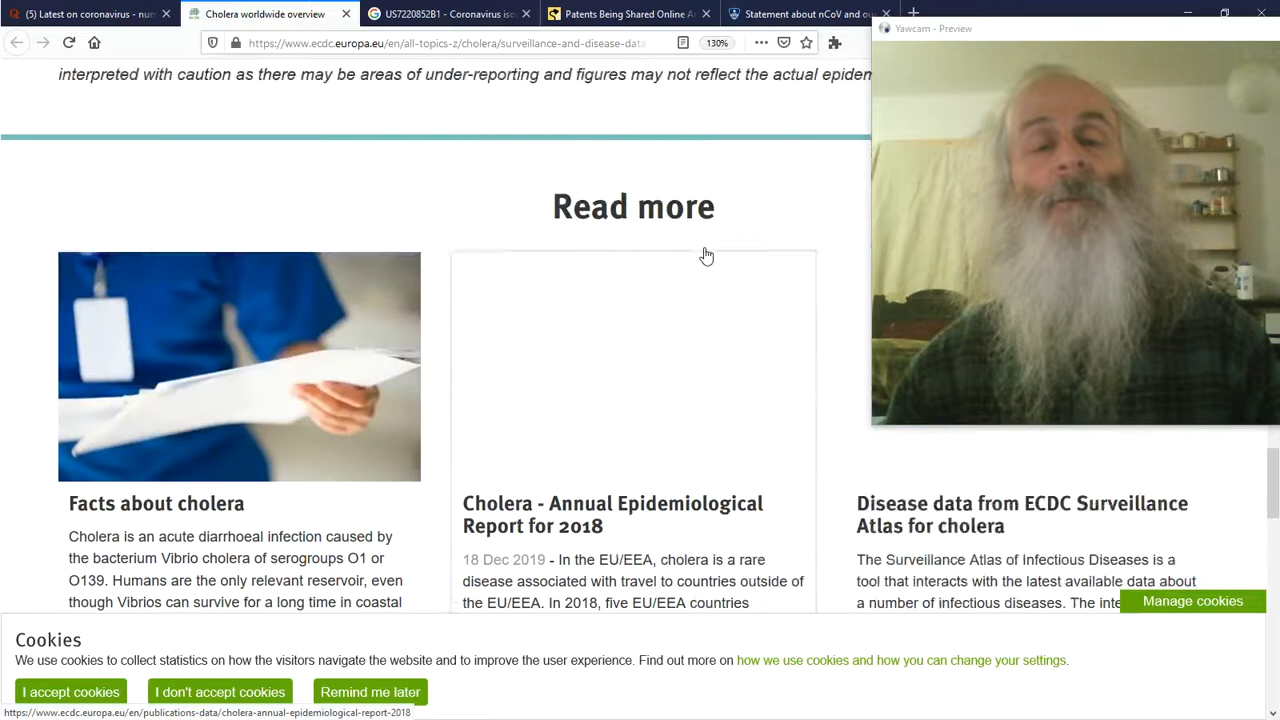 (5) Latest on coronavirus - num
Cholera worldwide overview
US7220852B1 - Coronavirus iso
Patents Being Shared Online A
Statement about nCoV and ou
https://www.ecdc.europa.eu/en/all-topics-z/cholera/surveillance-and-disease-data
130%
Yawcam - Preview
interpreted with caution as there may be areas of under-reporting and figures may not reflect the actual epidem
Read more
Facts about cholera
Cholera is an acute diarrhoeal infection caused by
the bacterium Vibrio cholera of serogroups O1 or
O139. Humans are the only relevant reservoir, even
though Vibrios can survive for a long time in coastal
Cholera - Annual Epidemiological
Report for 2018
18 Dec 2019 - In the EU/EEA, cholera is a rare
disease associated with travel to countries outside of
the EU/EEA. In 2018, five EU/EEA countries
Disease data from ECDC Surveillance
Atlas for cholera
The Surveillance Atlas of Infectious Diseases is a
tool that interacts with the latest available data about
a number of infectious diseases. The inte
Manage cookies
Cookies
We use cookies to collect statistics on how the visitors navigate the website and to improve the user experience. Find out more on how we use cookies and how you can change your settings.
I accept cookies
I don't accept cookies
Remind me later
https://www.ecdc.europa.eu/en/publications-data/cholera-annual-epidemiological-report-2018